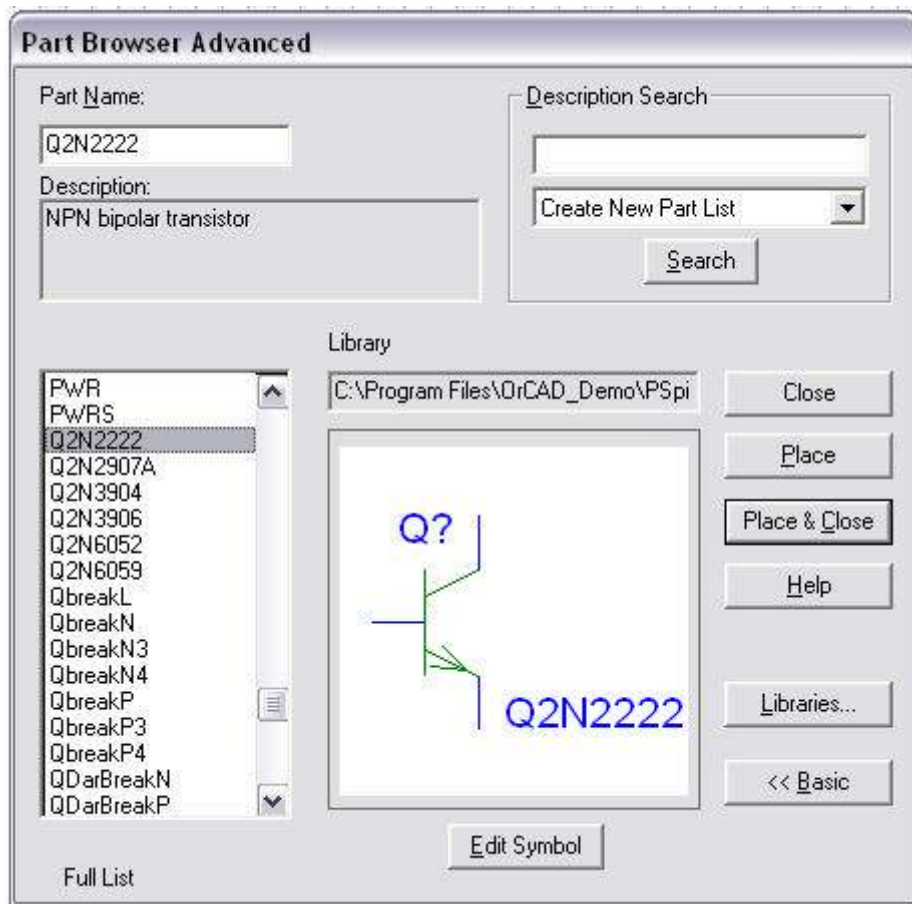 Part Browser Advanced
Part Name:
Q2N2222
Description:
NPN bipolar transistor
Description Search
Create New Part List
Search
Library
C:\Program Files\OrCAD_Demo\PSpi
PWR
PWRS
Q2N2222
Q2N2907A
Q2N3904
Q2N3906
Q2N6052
Q2N6059
QbreakL
QbreakN
QbreakN3
QbreakN4
QbreakP
QbreakP3
QbreakP4
QDarBreakN
QDarBreakP
Full List
Q?
Q2N2222
Edit Symbol
Close
Place
Place & Close
Help
Libraries...
<< Basic